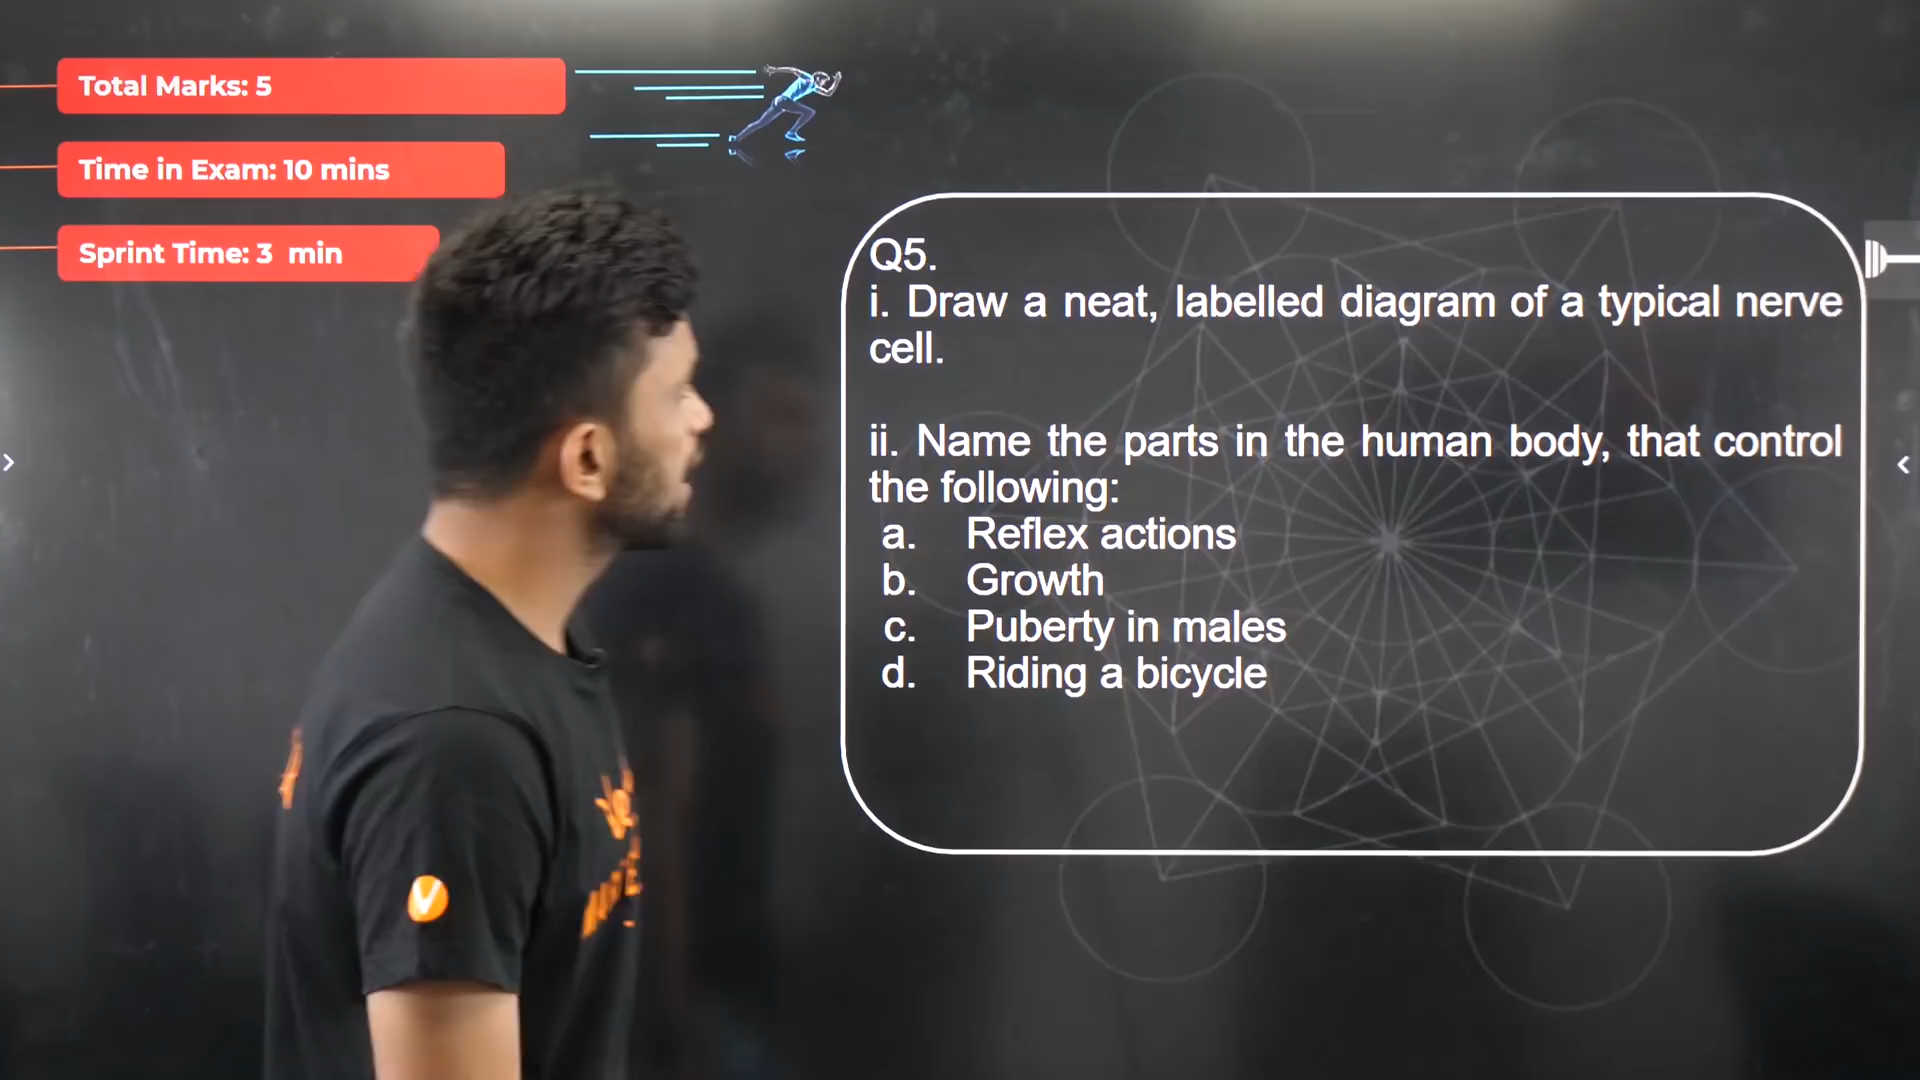 Total Marks: 5
Time in Exam: 10 mins
Sprint Time: 3 min
Q5.
i. Draw a neat, labelled diagram of a typical nerve
cell.
ii. Name the parts in the human body, that control
the following:
a. Reflex actions
b. Growth
c. Puberty in males
d. Riding a bicycle
V